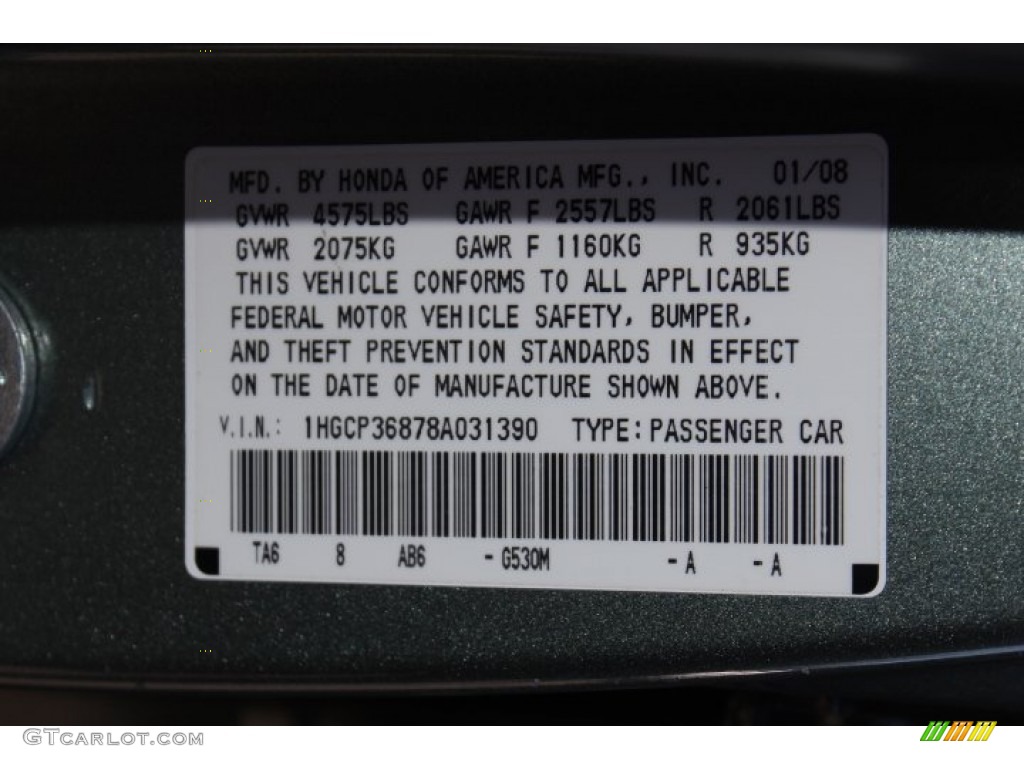 MFD. BY HONDA OF AMERICA MFG., INC. 01/08
GVWR 4575LBS GAWR F 2557LBS R 2061LBS
GVWR 2075KG GAWR F 1160KG R 935KG
THIS VEHICLE CONFORMS TO ALL APPLICABLE
FEDERAL MOTOR VEHICLE SAFETY, BUMPER,
AND THEFT PREVENTION STANDARDS IN EFFECT
ON THE DATE OF MANUFACTURE SHOWN ABOVE.
V.I.N.: 1HGCP36878A031390 TYPE: PASSENGER CAR
TA6 8 AB6 - G530M - A - A
GTCarLot.com